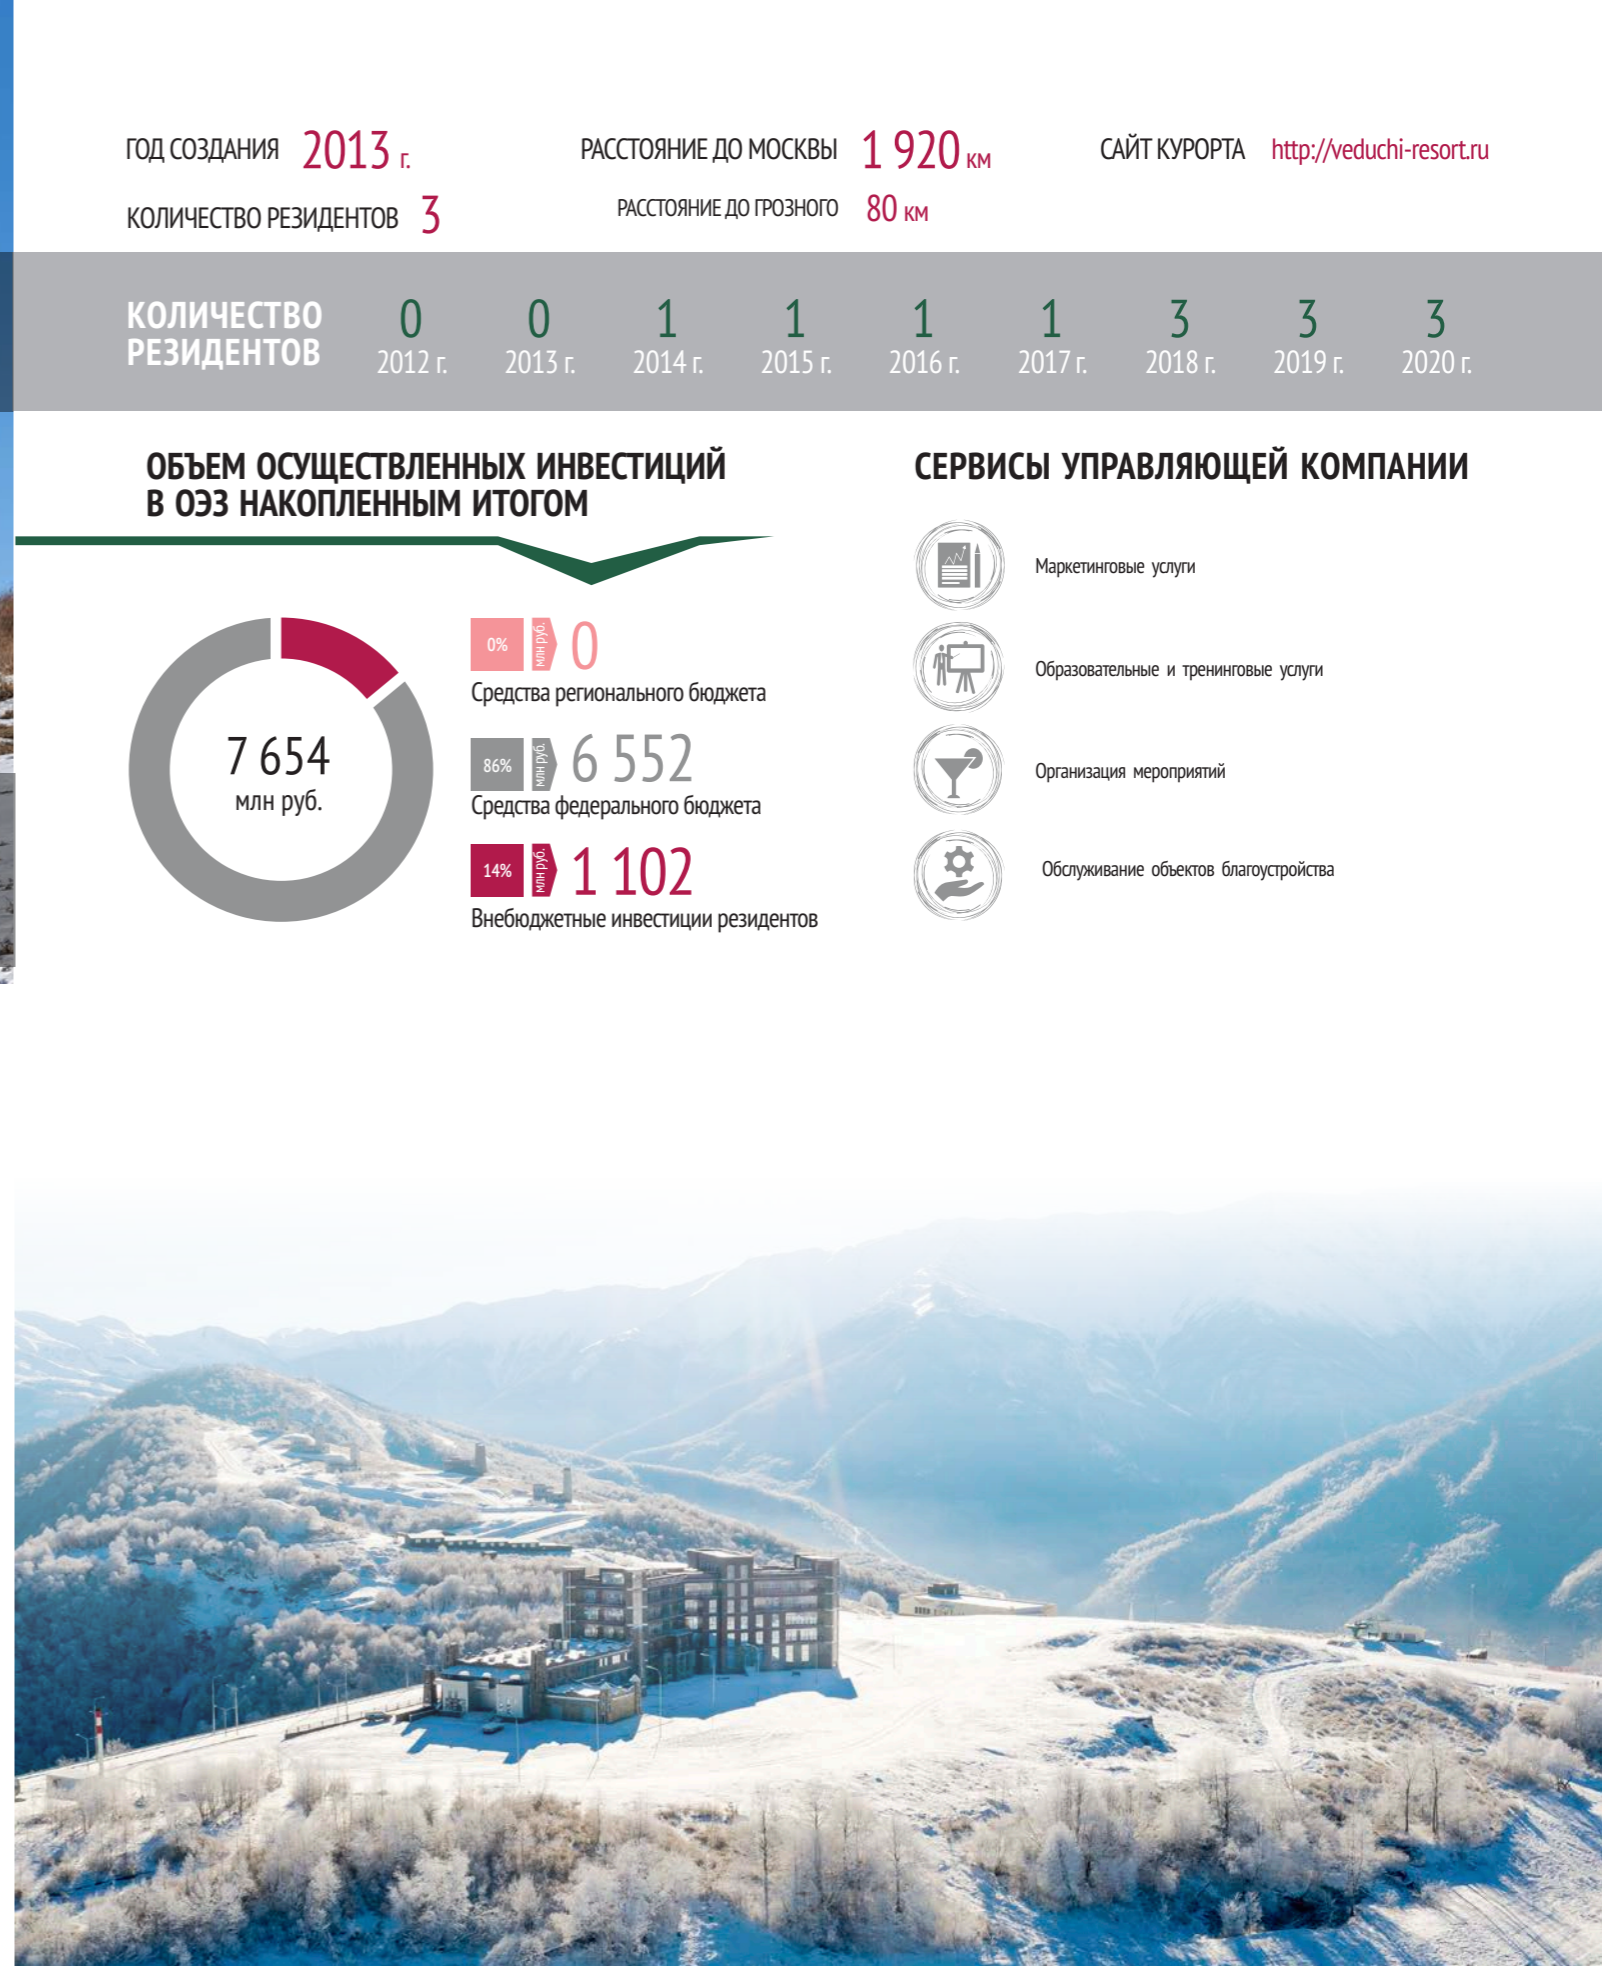 ГОД СОЗДАНИЯ 2013 г.
РАССТОЯНИЕ ДО МОСКВЫ 1 920 км
САЙТ КУРОРТА http://veduchi-resort.ru
КОЛИЧЕСТВО РЕЗИДЕНТОВ 3
РАССТОЯНИЕ ДО ГРОЗНОГО 80 км
КОЛИЧЕСТВО
РЕЗИДЕНТОВ
0 0 1 1 1 1 3 3 3
2012 г. 2013 г. 2014 г. 2015 г. 2016 г. 2017 г. 2018 г. 2019 г. 2020 г.
ОБЪЕМ ОСУЩЕСТВЛЕННЫХ ИНВЕСТИЦИЙ
В ОЭЗ НАКОПЛЕННЫМ ИТОГОМ
7 654
млн руб.
0% млн руб. 0
Средства регионального бюджета
86% млн руб. 6 552
Средства федерального бюджета
14% млн руб. 1 102
Внебюджетные инвестиции резидентов
СЕРВИСЫ УПРАВЛЯЮЩЕЙ КОМПАНИИ
Маркетинговые услуги
Образовательные и тренинговые услуги
Организация мероприятий
Обслуживание объектов благоустройства